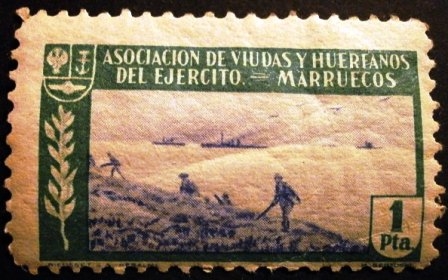 ASOCIACION DE VIUDAS Y HUERFANOS
DEL EJERCITO.= MARRUECOS
1
Pta.